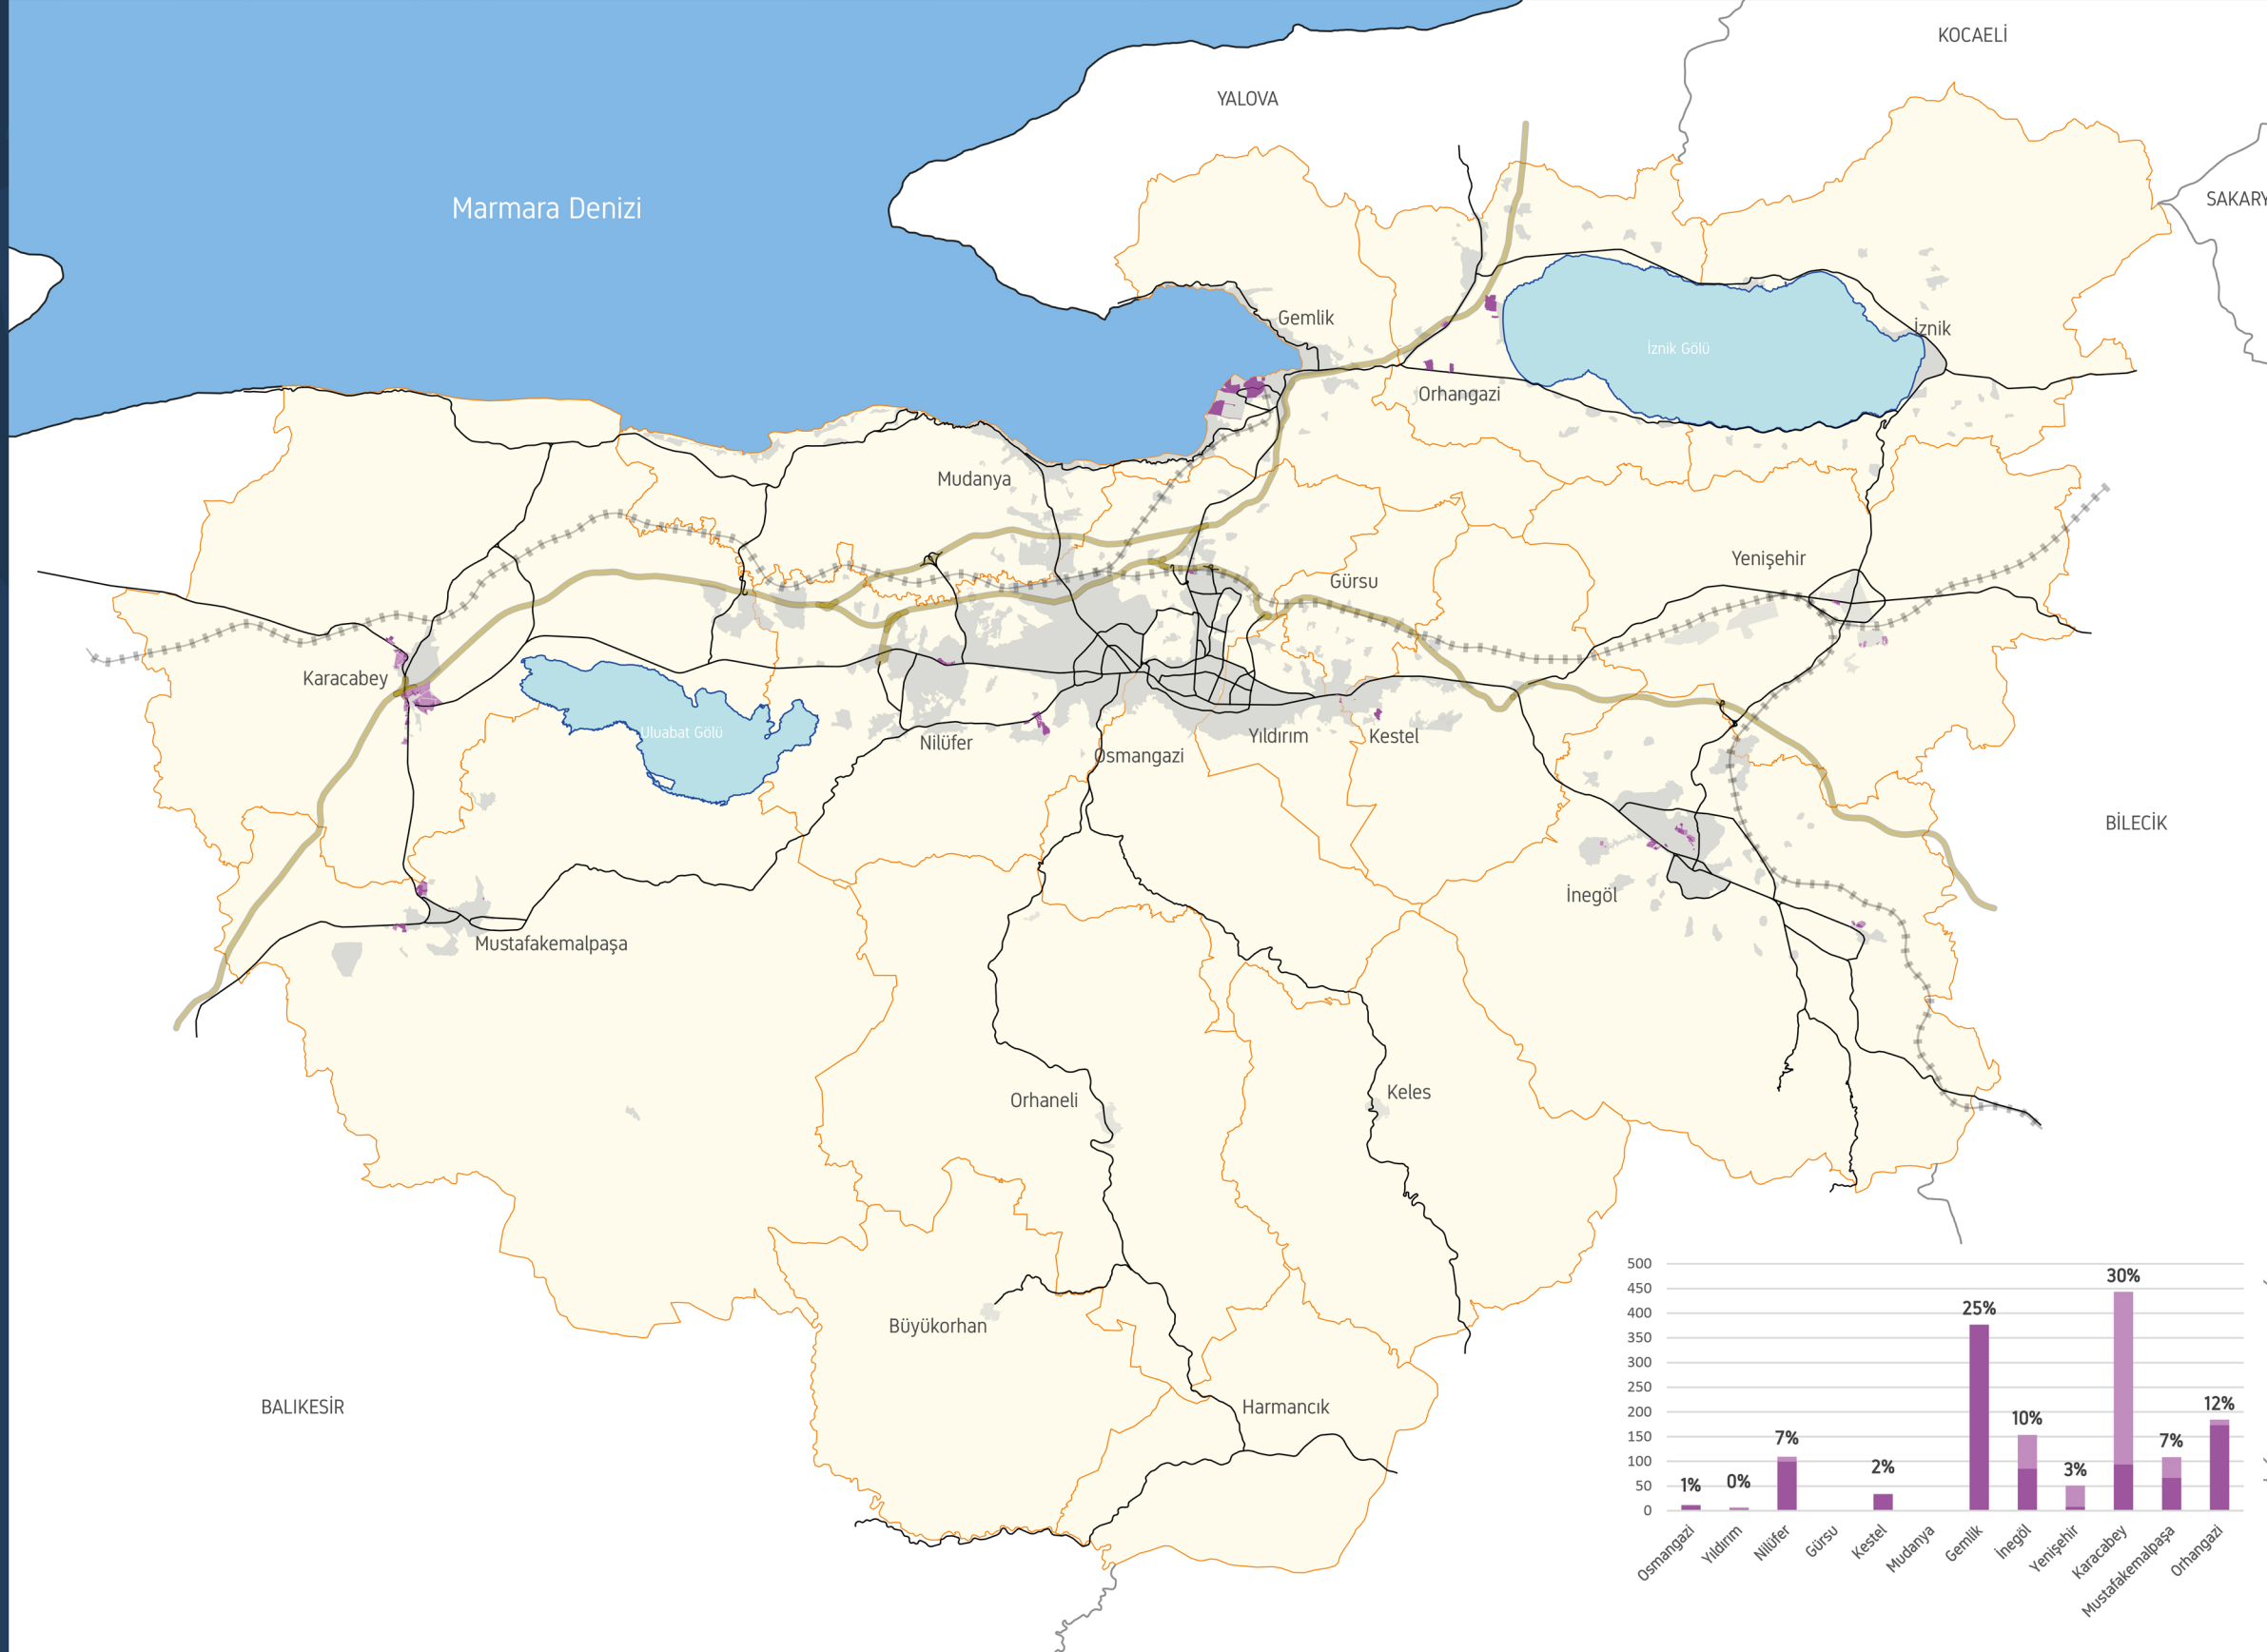 KOCAELİ
YALOVA
SAKARY
Marmara Denizi
Gemlik
İznik
İznik Gölü
Orhangazi
Mudanya
Yenişehir
Gürsu
Karacabey
Uluabat Gölü
Nilüfer
Yıldırım
Kestel
Osmangazi
BİLECİK
İnegöl
Mustafakemalpaşa
Orhaneli
Keles
Büyükorhan
Harmancık
BALIKESİR
500
450
400
350
300
250
200
150
100
50
0
1%
0%
7%
2%
25%
10%
3%
30%
7%
12%
Osmangazi
Yıldırım
Nilüfer
Gürsu
Kestel
Mudanya
Gemlik
İnegöl
Yenişehir
Karacabey
Mustafakemalpaşa
Orhangazi